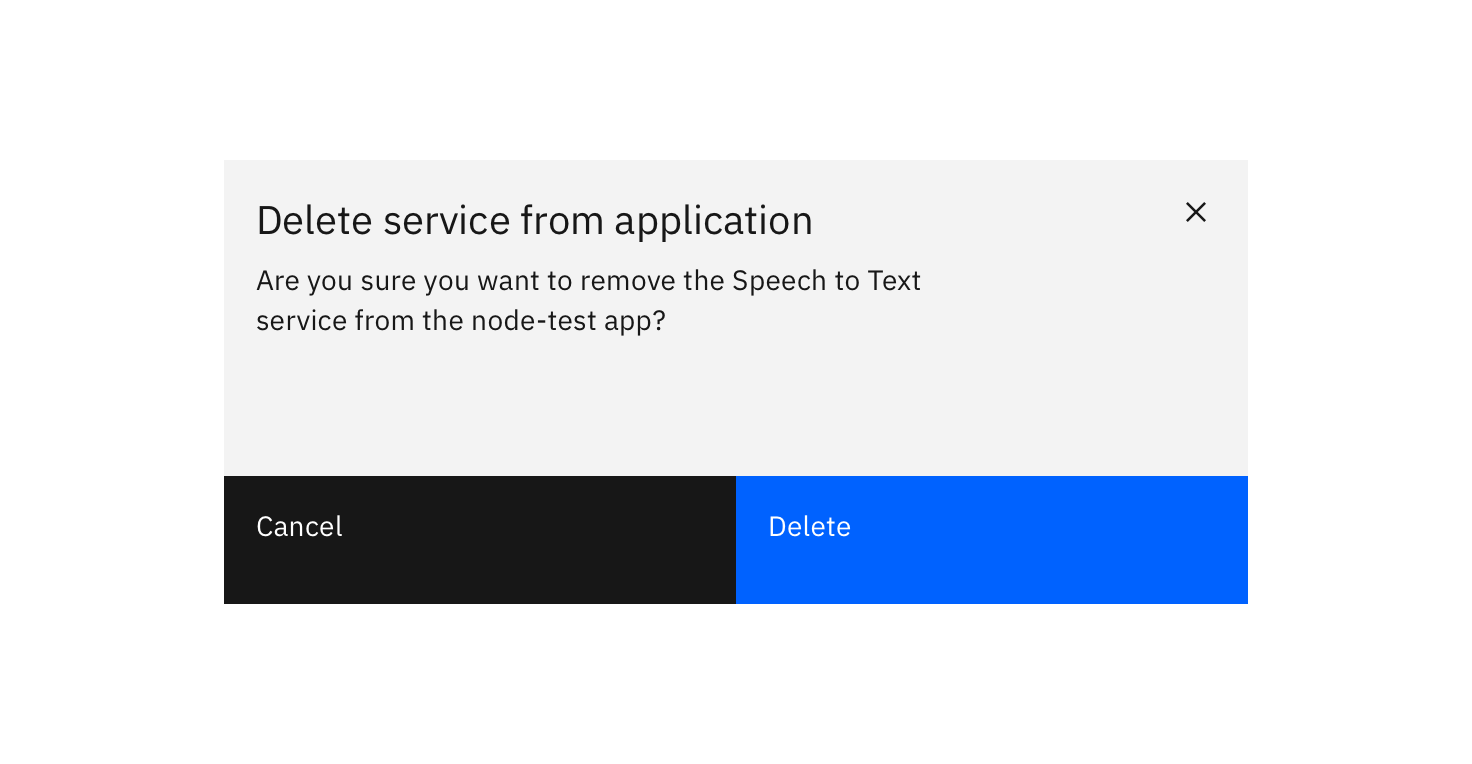 Delete service from application
Are you sure you want to remove the Speech to Text
service from the node-test app?
Cancel
Delete